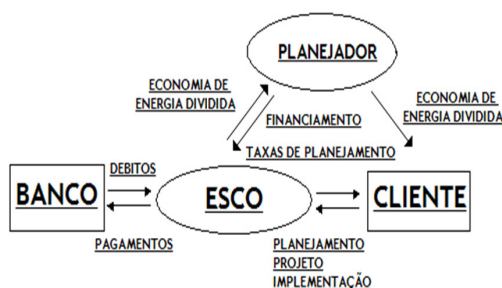 PLANEJADOR
ECONOMIA DE
ENERGIA DIVIDIDA
ECONOMIA DE
ENERGIA DIVIDIDA
FINANCIAMENTO
TAXAS DE PLANEJAMENTO
DEBITOS
BANCO
ESCO
CLIENTE
PAGAMENTOS
PLANEJAMENTO
PROJETO
IMPLEMENTAÇÃO